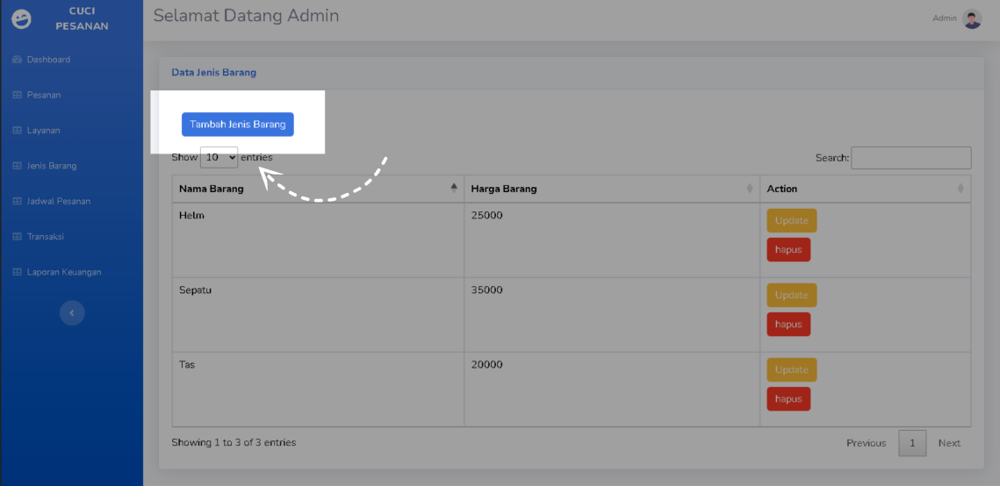 CUCI
PESANAN
Selamat Datang Admin
Admin
Dashboard
Pesanan
Layanan
Jenis Barang
Jadwal Pesanan
Transaksi
Laporan Keuangan
Data Jenis Barang
Tambah Jenis Barang
Show 10 entries
Search:
Nama Barang Harga Barang Action
Helm 25000 Update
hapus
Sepatu 35000 Update
hapus
Tas 20000 Update
hapus
Showing 1 to 3 of 3 entries
Previous 1 Next